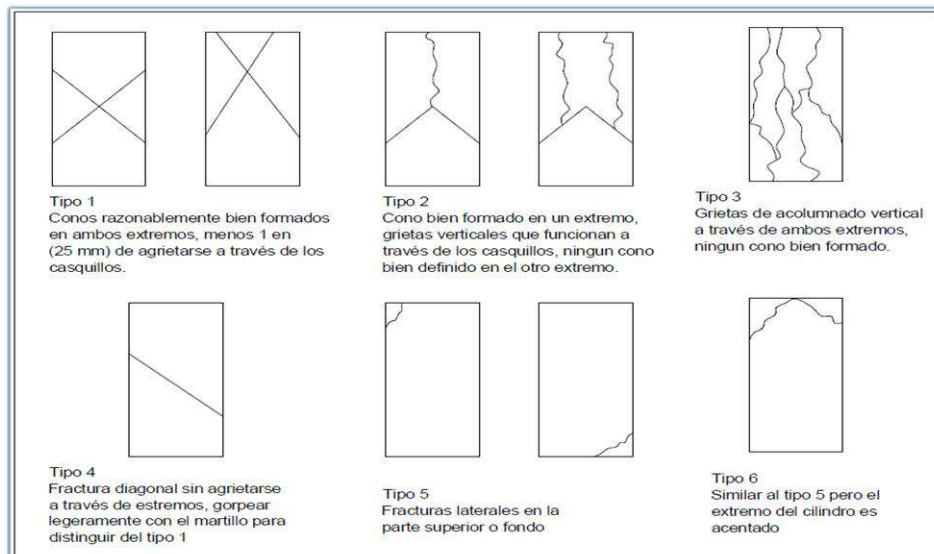 Tipo 1
Conos razonablemente bien formados
en ambos extremos, menos 1 en
(25 mm) de agrietarse a través de los
casquillos.
Tipo 2
Cono bien formado en un extremo,
grietas verticales que funcionan a
través de los casquillos, ningun cono
bien definido en el otro extremo.
Tipo 3
Grietas de acolumnado vertical
a través de ambos extremos,
ningun cono bien formado.
Tipo 4
Fractura diagonal sin agrietarse
a través de estremos, gorpear
legeramente con el martillo para
distinguir del tipo 1
Tipo 5
Fracturas laterales en la
parte superior o fondo
Tipo 6
Similar al tipo 5 pero el
extremo del cilindro es
acentado